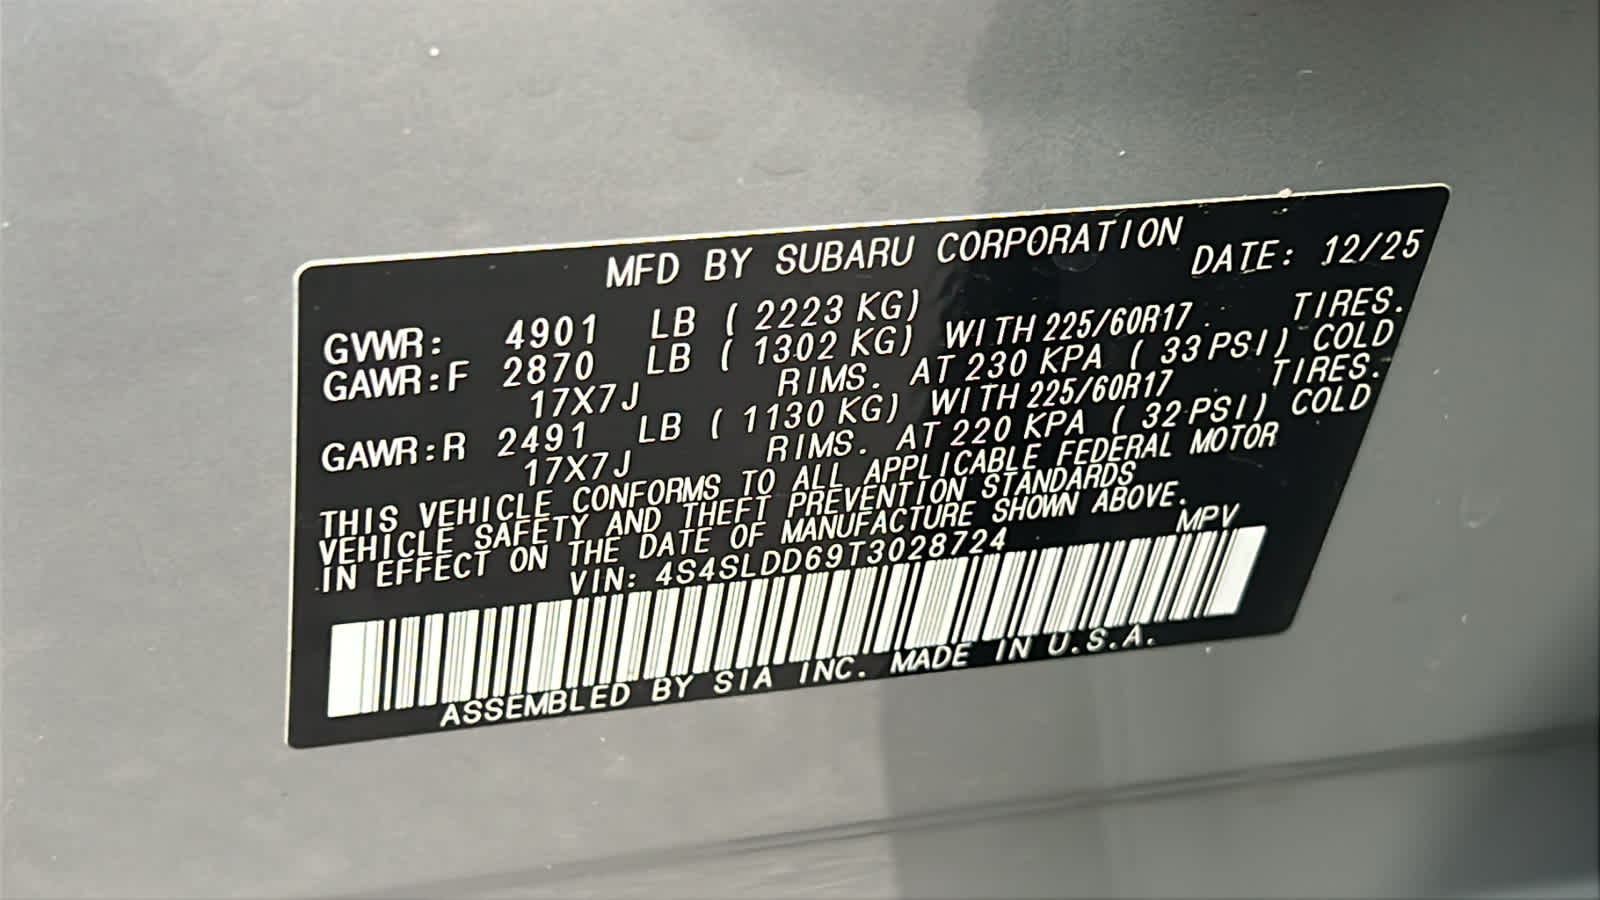 MFD BY SUBARU CORPORATION DATE: 12/25
GVWR: 4901 LB ( 2223 KG)
GAWR:F 2870 LB ( 1302 KG) WITH 225/60R17 TIRES.
17X7J RIMS. AT 230 KPA ( 33 PSI) COLD
GAWR:R 2491 LB ( 1130 KG) WITH 225/60R17 TIRES.
17X7J RIMS. AT 220 KPA ( 32 PSI) COLD
THIS VEHICLE CONFORMS TO ALL APPLICABLE FEDERAL MOTOR
VEHICLE SAFETY AND THEFT PREVENTION STANDARDS
IN EFFECT ON THE DATE OF MANUFACTURE SHOWN ABOVE.
VIN: 4S4SLDD69T3028724 MPV
ASSEMBLED BY SIA INC. MADE IN U.S.A.